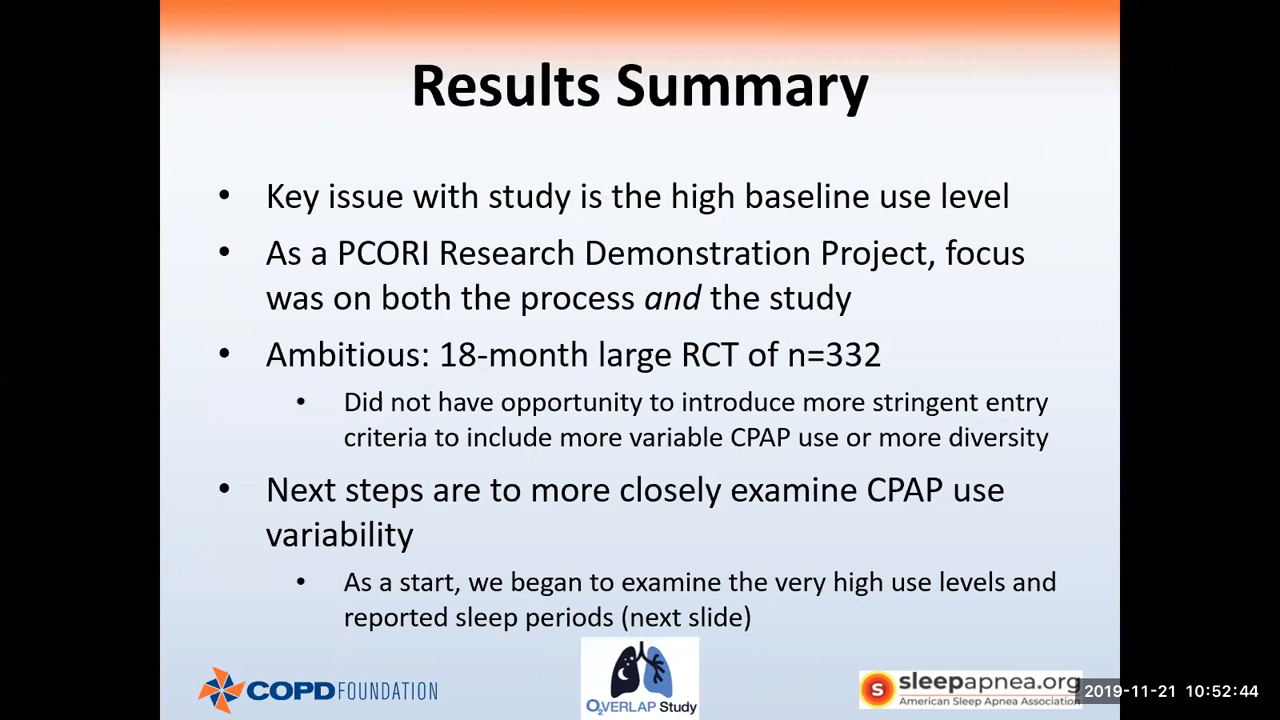 Results Summary
• Key issue with study is the high baseline use level
• As a PCORI Research Demonstration Project, focus
was on both the process and the study
• Ambitious: 18-month large RCT of n=332
• Did not have opportunity to introduce more stringent entry
criteria to include more variable CPAP use or more diversity
• Next steps are to more closely examine CPAP use
variability
• As a start, we began to examine the very high use levels and
reported sleep periods (next slide)
COPDFOUNDATION
O2VERLAP Study
S sleepapnea.org
American Sleep Apnea Association
2019-11-21 10:52:44